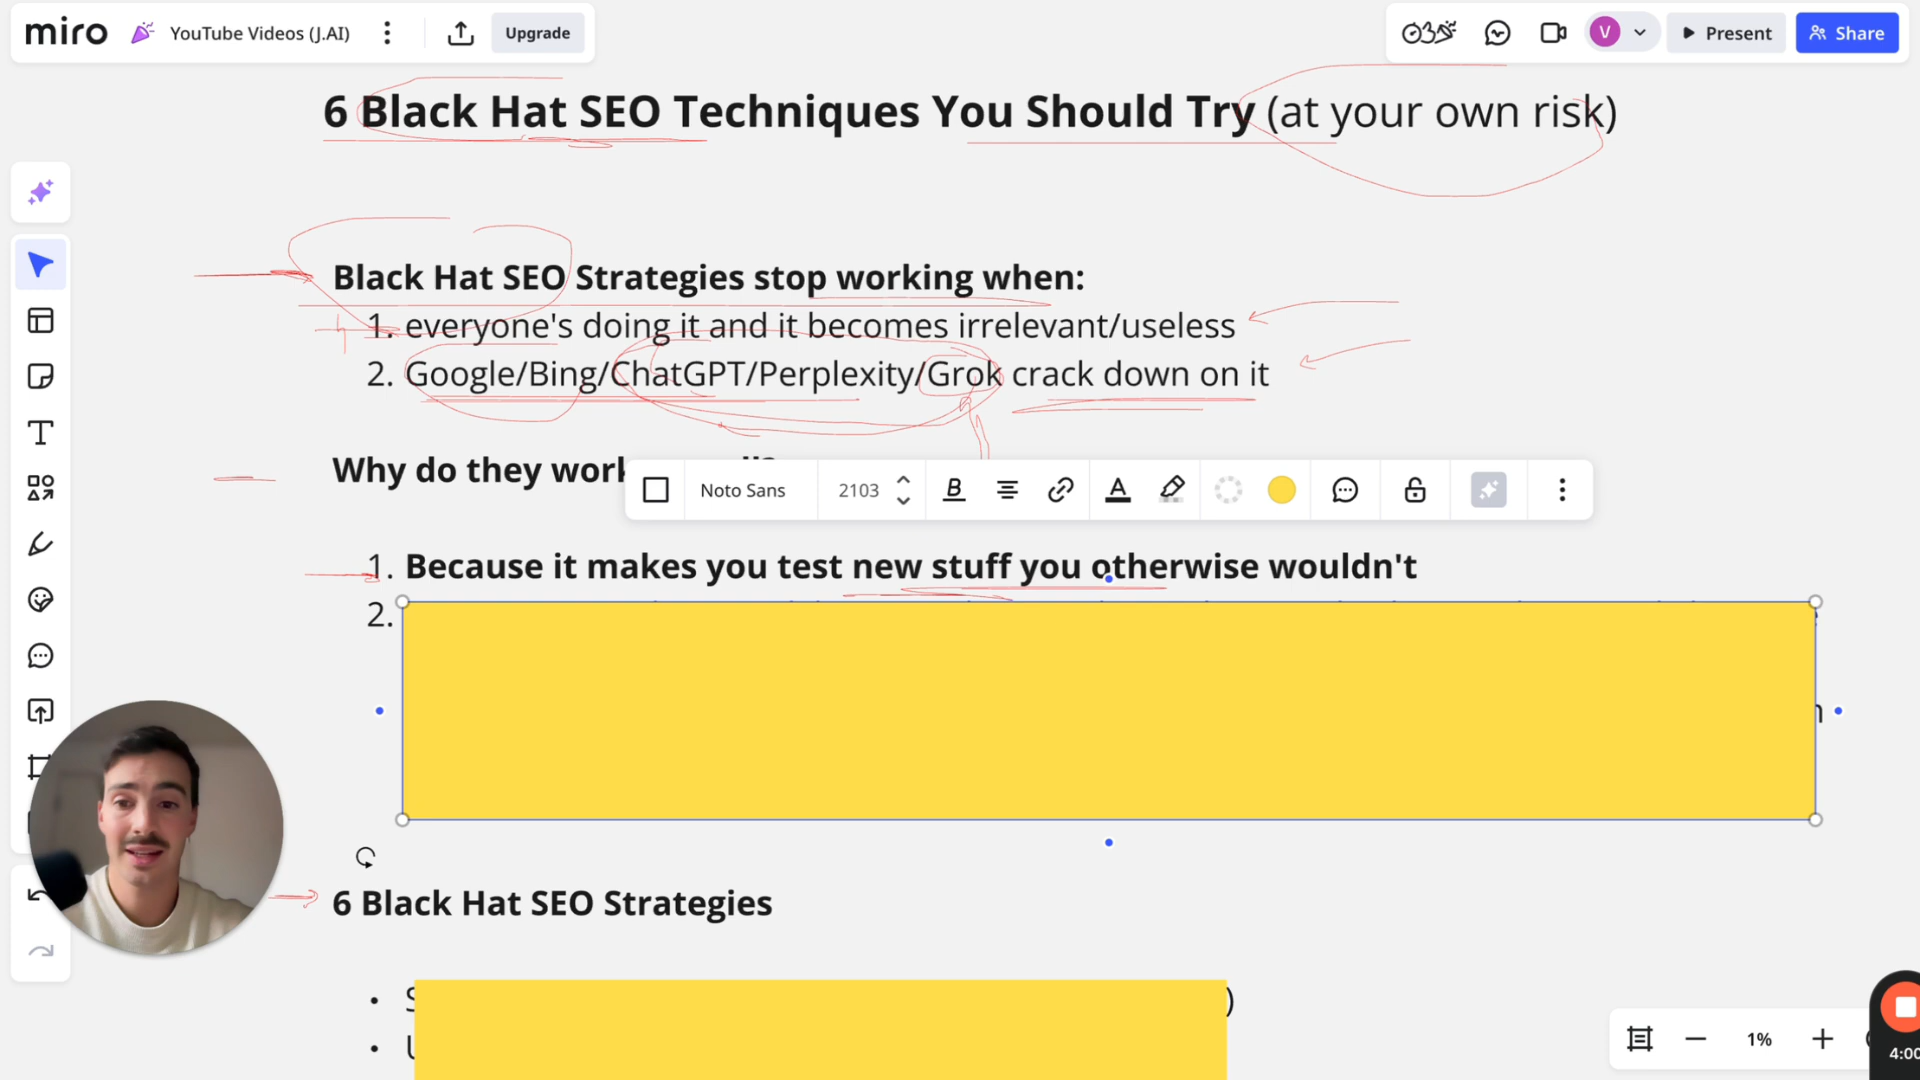 miro YouTube Videos (J.AI) Upgrade V Present Share
6 Black Hat SEO Techniques You Should Try (at your own risk)
Black Hat SEO Strategies stop working when:
1. everyone's doing it and it becomes irrelevant/useless
2. Google/Bing/ChatGPT/Perplexity/Grok crack down on it
Why do they work
Noto Sans 2103 B A
1. Because it makes you test new stuff you otherwise wouldn't
2.
6 Black Hat SEO Strategies
• S )
•
1%
4:00